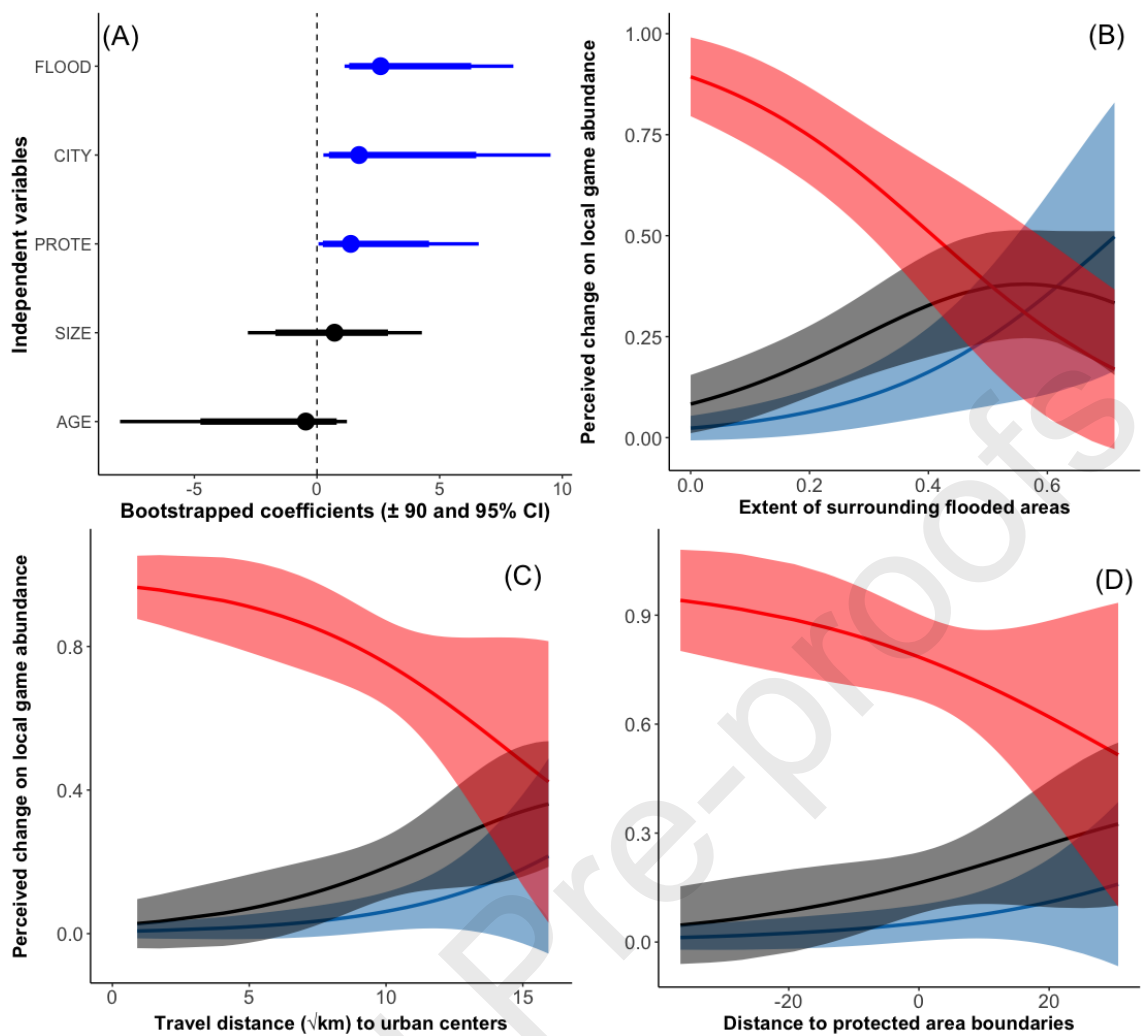 (A)
FLOOD
CITY
PROTE
SIZE
AGE
Independent variables
-5
0
5
10
Bootstrapped coefficients (± 90 and 95% CI)
(B)
1.00
0.75
0.50
0.25
0.00
Perceived change on local game abundance
0.0
0.2
0.4
0.6
Extent of surrounding flooded areas
(C)
0.8
0.4
0.0
Perceived change on local game abundance
0
5
10
15
Travel distance (√km) to urban centers
(D)
0.9
0.6
0.3
0.0
-20
0
20
Distance to protected area boundaries
Pre-proofs